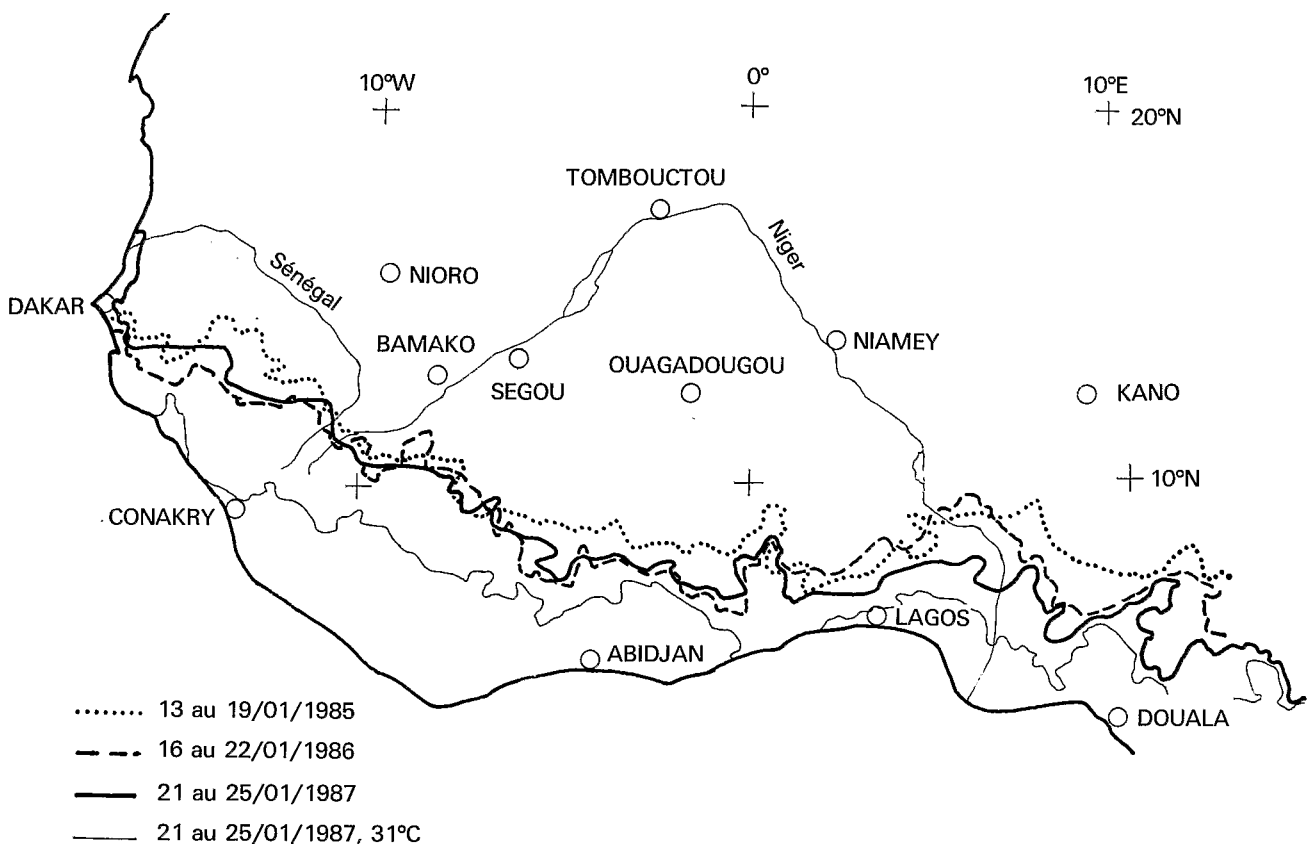 10°W
0°
10°E
20°N
TOMBOUCTOU
Niger
Sénégal
NIORO
DAKAR
BAMAKO
SEGOU
OUAGADOUGOU
NIAMEY
KANO
10°N
CONAKRY
LAGOS
ABIDJAN
DOUALA
13 au 19/01/1985
16 au 22/01/1986
21 au 25/01/1987
21 au 25/01/1987, 31°C